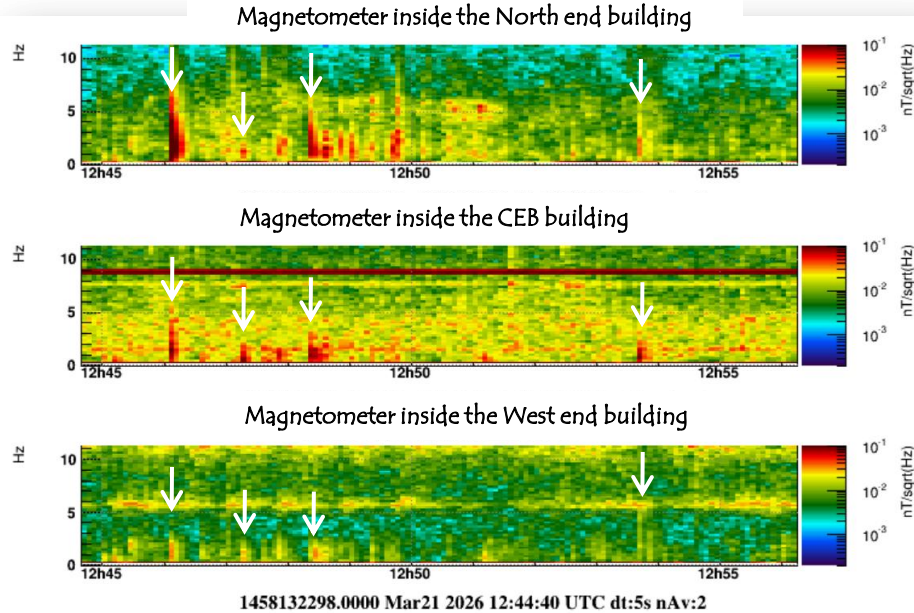 Magnetometer inside the North end building
Hz
10
5
0
12h45 12h50 12h55
10^-1
10^-2
10^-3
nT/sqrt(Hz)
Magnetometer inside the CEB building
Hz
10
5
0
12h45 12h50 12h55
10^-1
10^-2
10^-3
nT/sqrt(Hz)
Magnetometer inside the West end building
Hz
10
5
0
12h45 12h50 12h55
10^-1
10^-2
10^-3
nT/sqrt(Hz)
1458132298.0000 Mar21 2026 12:44:40 UTC dt:5s nAv:2